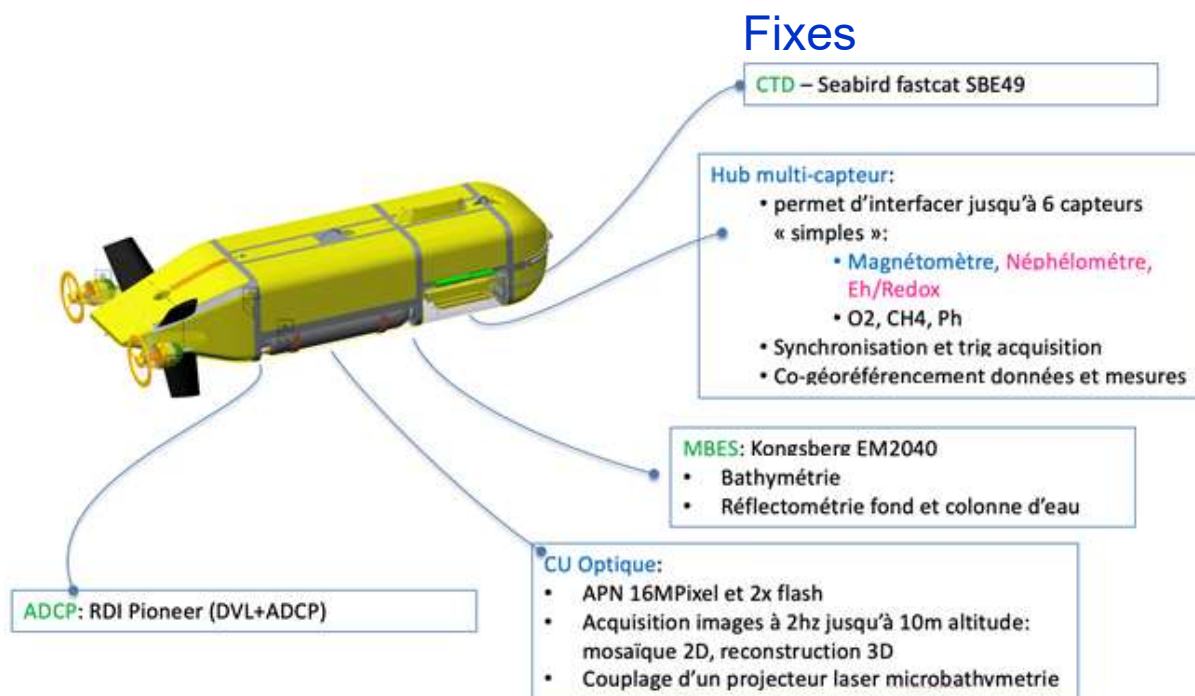 Fixes
CTD – Seabird fastcat SBE49
Hub multi-capteur:
• permet d'interfacer jusqu'à 6 capteurs
« simples »:
• Magnétomètre, Néphélométre,
Eh/Redox
• O2, CH4, Ph
• Synchronisation et trig acquisition
• Co-géoréférencement données et mesures
MBES: Kongsberg EM2040
• Bathymétrie
• Réflectométrie fond et colonne d'eau
CU Optique:
• APN 16MPixel et 2x flash
• Acquisition images à 2hz jusqu'à 10m altitude:
mosaïque 2D, reconstruction 3D
• Couplage d'un projecteur laser microbathymetrie
ADCP: RDI Pioneer (DVL+ADCP)